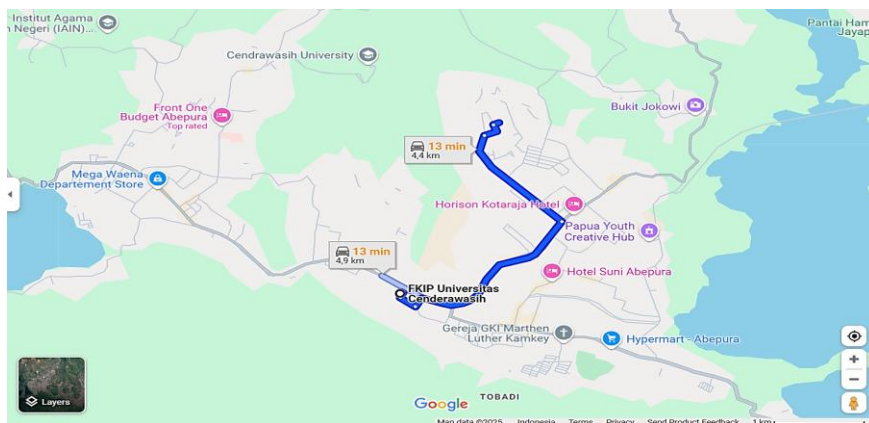 Institut Agama
Negeri (IAIN)...
Cendrawasih University
Pantai Ham
Jayap
Front One
Budget Abepura
Top rated
Bukit Jokowi
13 min
4,4 km
Mega Waena
Departement Store
Horison Kotaraja Hotel
Papua Youth
Creative Hub
13 min
4,9 km
Hotel Suni Abepura
FKIP Universitas
Cenderawasih
Gereja GKI Marthen
Luther Kamkey
Hypermart - Abepura
Layers
Google
TOBADI
Map data ©2025 Indonesia Terms Privacy Send Product Feedback 1 km